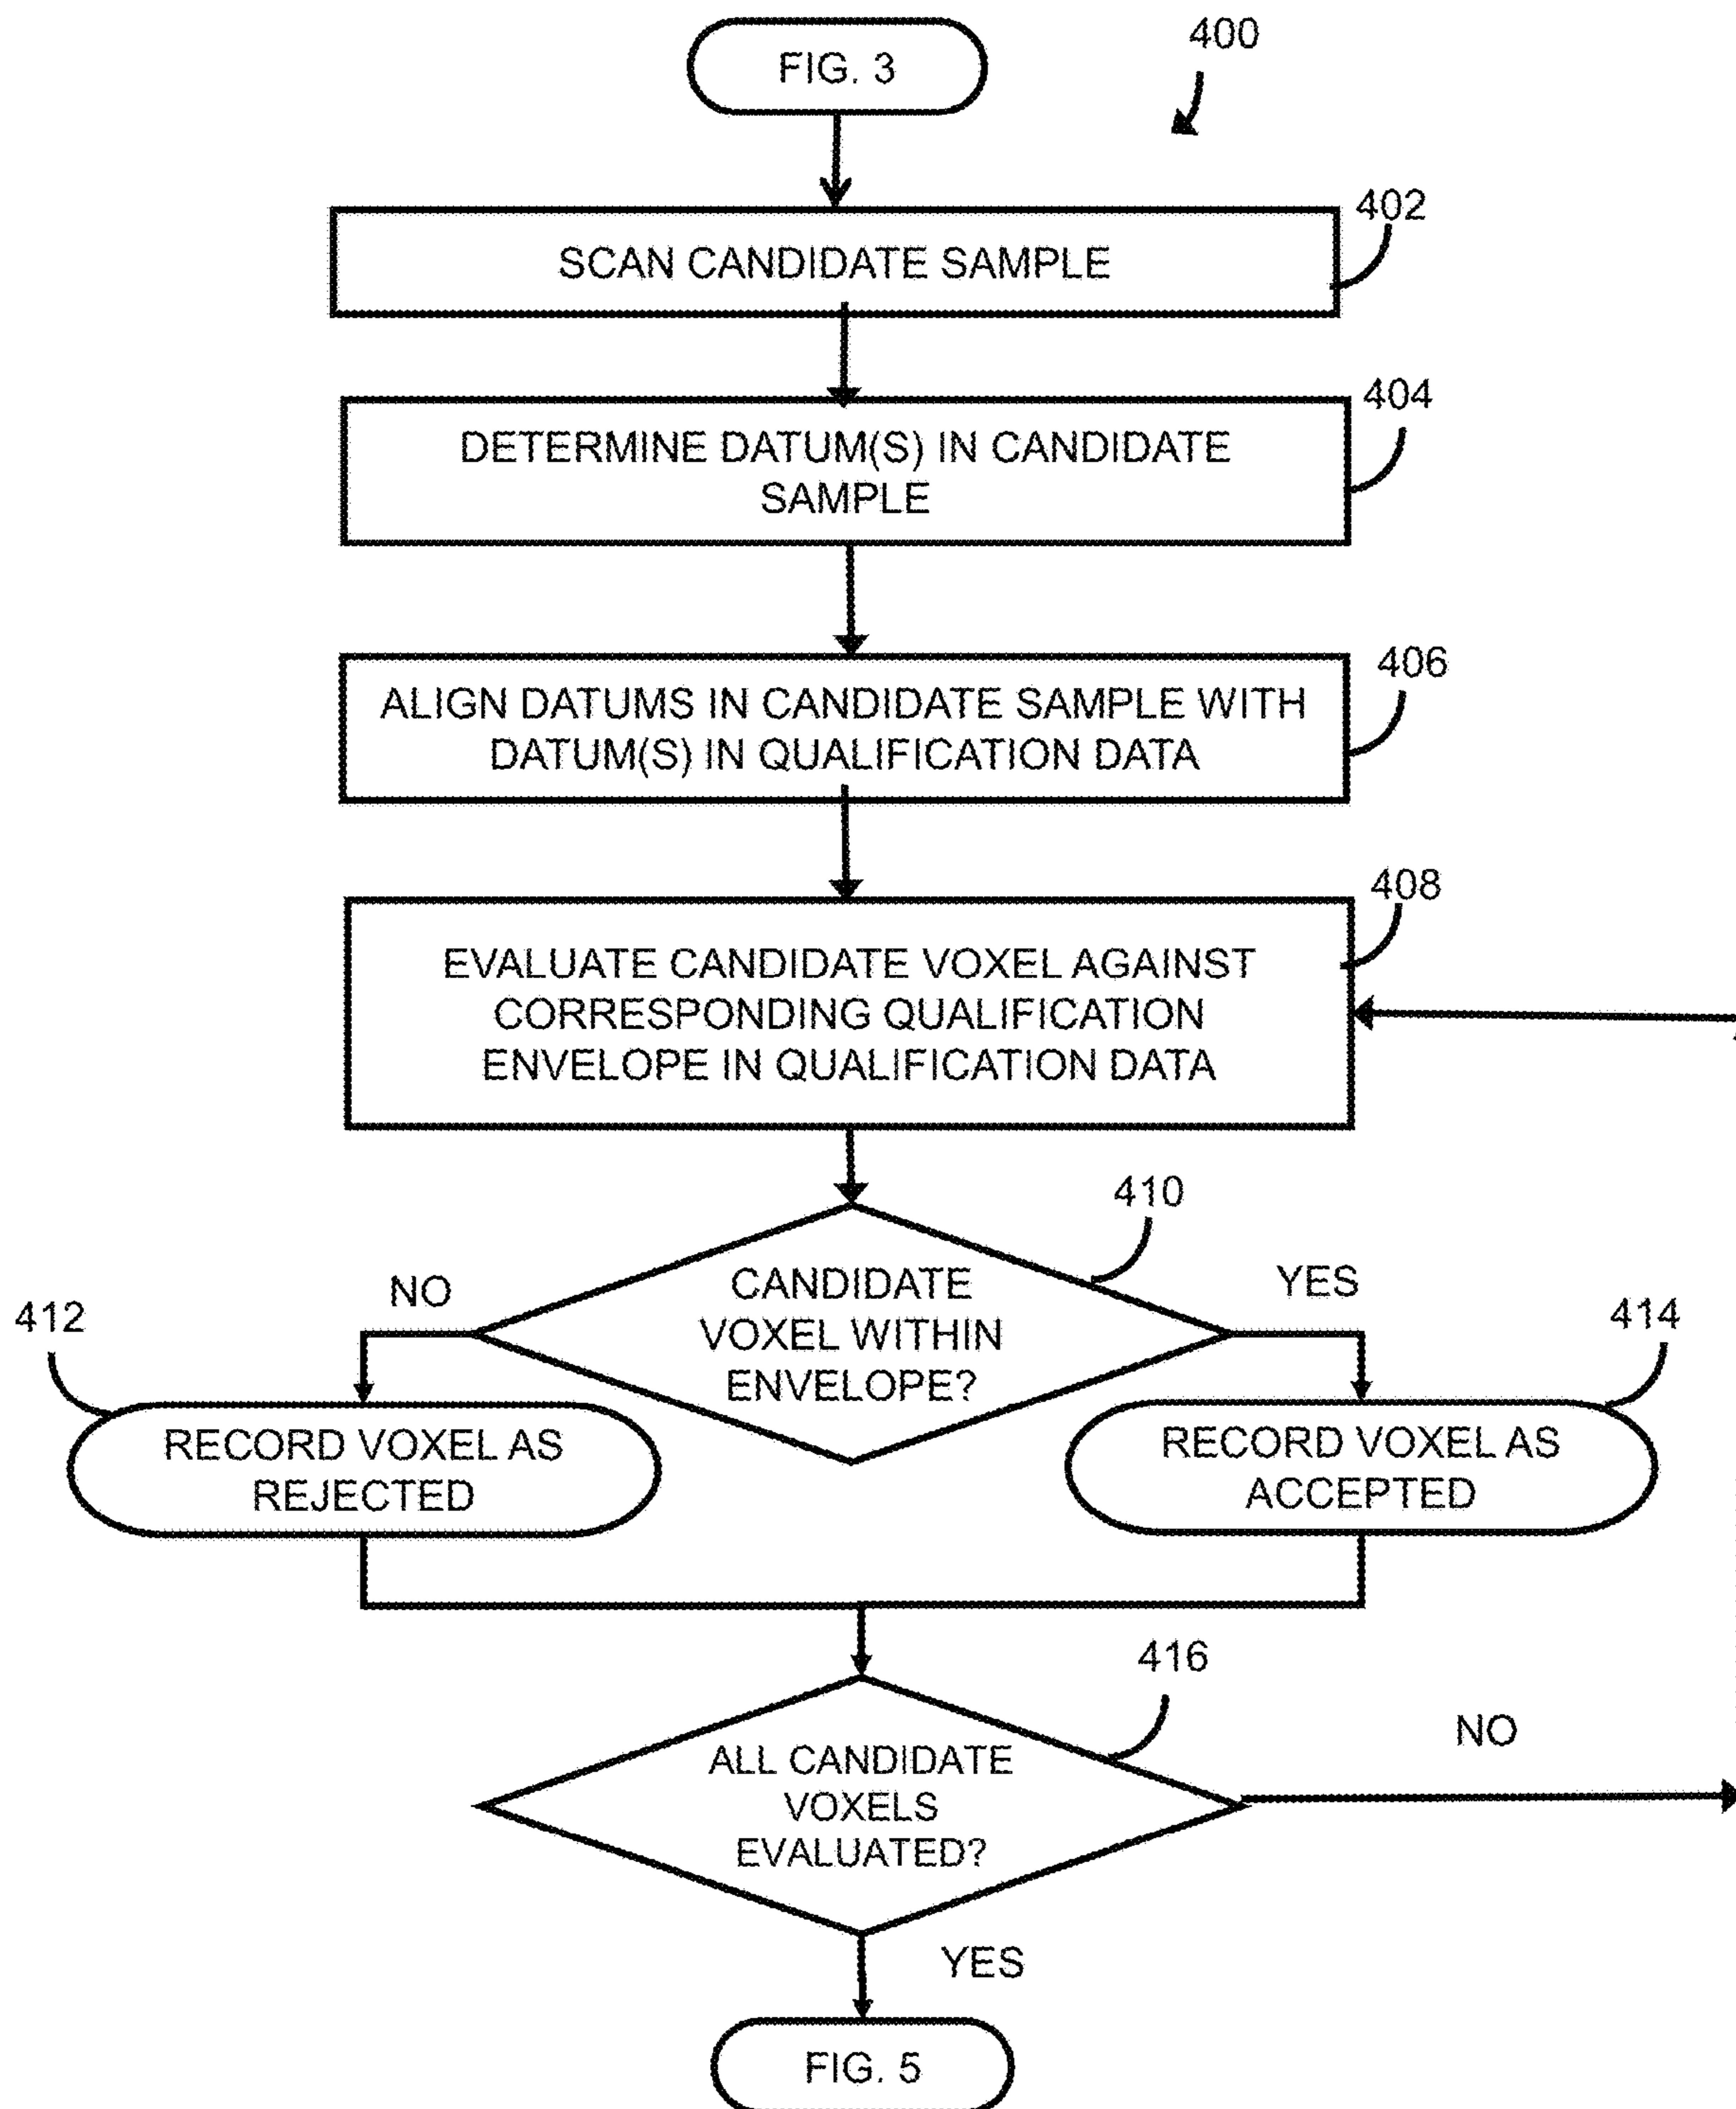 FIG. 3
400
402
SCAN CANDIDATE SAMPLE
404
DETERMINE DATUM(S) IN CANDIDATE
SAMPLE
406
ALIGN DATUMS IN CANDIDATE SAMPLE WITH
DATUM(S) IN QUALIFICATION DATA
408
EVALUATE CANDIDATE VOXEL AGAINST
CORRESPONDING QUALIFICATION
ENVELOPE IN QUALIFICATION DATA
410
CANDIDATE
VOXEL WITHIN
ENVELOPE?
NO
YES
412
414
RECORD VOXEL AS
REJECTED
RECORD VOXEL AS
ACCEPTED
416
ALL CANDIDATE
VOXELS
EVALUATED?
NO
YES
FIG. 5